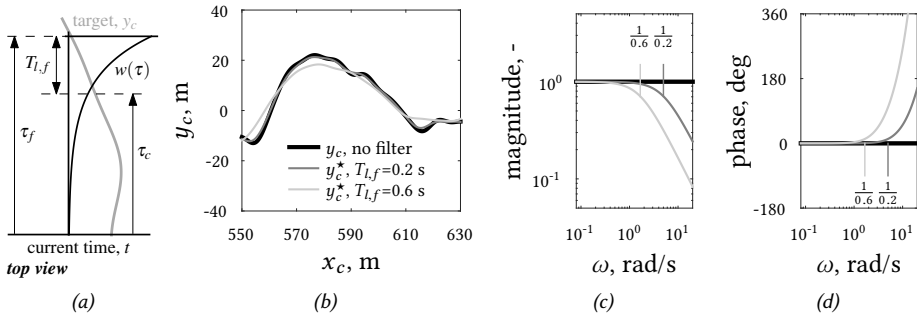 target, y_c
T_{l,f}
w(τ)
τ_f
τ_c
current time, t
top view
(a)
y_c, m
40
20
0
-20
-40
y_c, no filter
y_c^⋆, T_{l,f}=0.2 s
y_c^⋆, T_{l,f}=0.6 s
550 570 590 610 630
x_c, m
(b)
magnitude, -
1/0.6 1/0.2
10^0
10^{-1}
10^{-1} 10^0 10^1
ω, rad/s
(c)
phase, deg
360
180
0
-180
1/0.6 1/0.2
10^{-1} 10^0 10^1
ω, rad/s
(d)